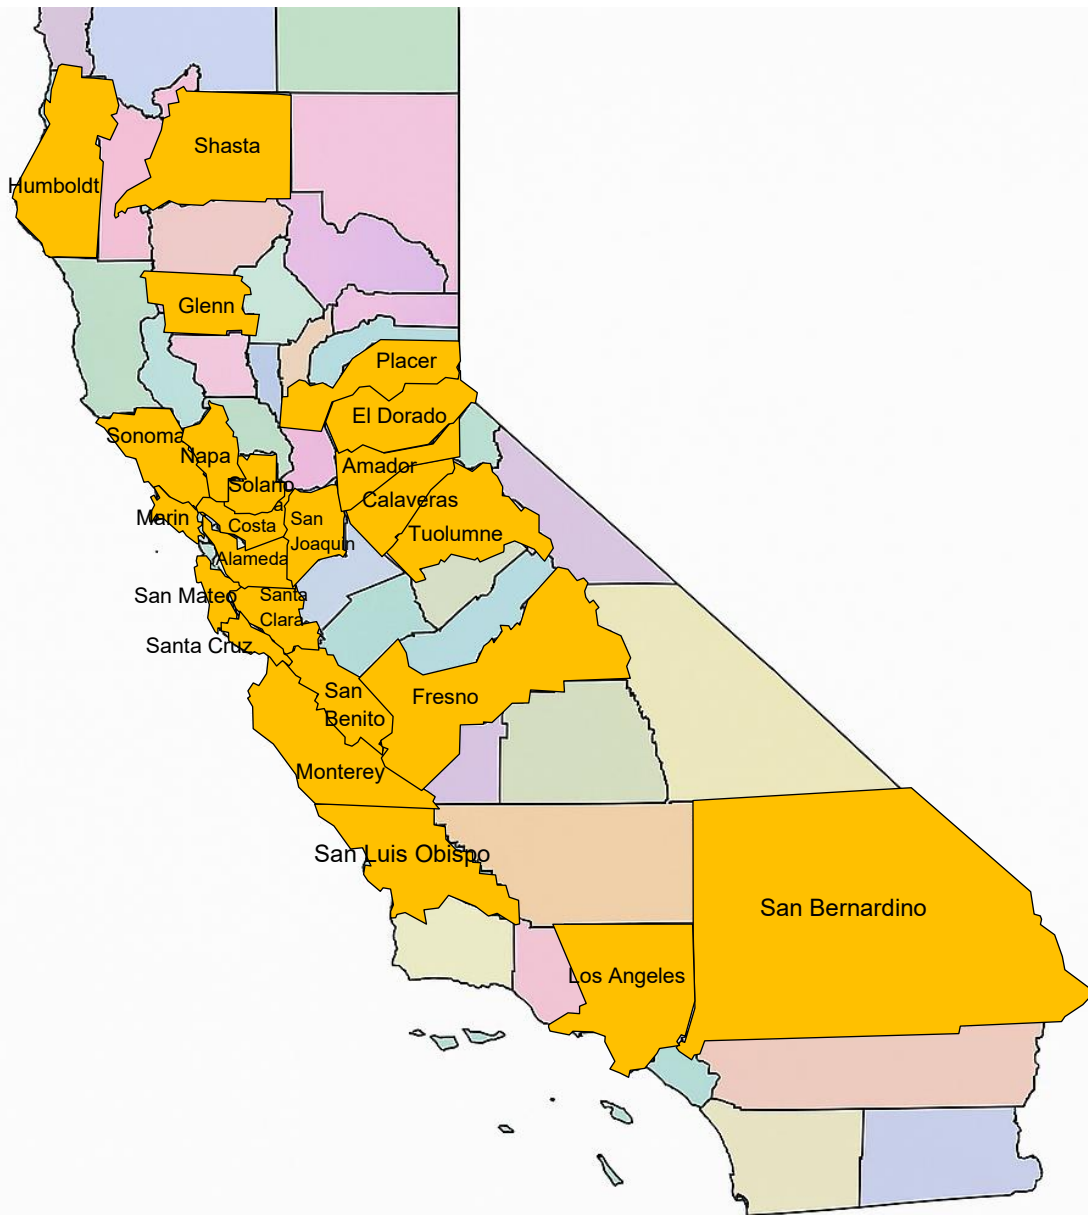 Shasta
Humboldt
Glenn
Placer
El Dorado
Sonoma
Napa
Amador
Solano
Calaveras
Marin
Costa
San
Joaquin
Tuolumne
Alameda
San Mateo
Santa
Clara
Santa Cruz
San
Benito
Fresno
Monterey
San Luis Obispo
San Bernardino
Los Angeles